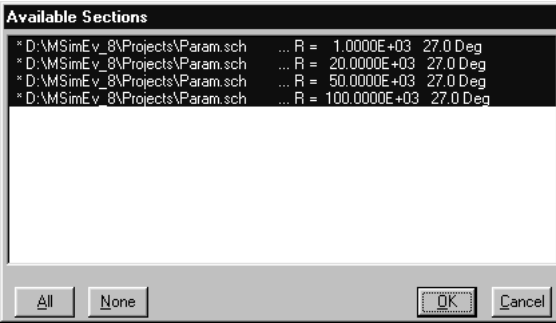 Available Sections
* D:\MSimEv_8\Projects\Param.sch ... R = 1.0000E+03 27.0 Deg
* D:\MSimEv_8\Projects\Param.sch ... R = 20.0000E+03 27.0 Deg
* D:\MSimEv_8\Projects\Param.sch ... R = 50.0000E+03 27.0 Deg
* D:\MSimEv_8\Projects\Param.sch ... R = 100.0000E+03 27.0 Deg
All None OK Cancel